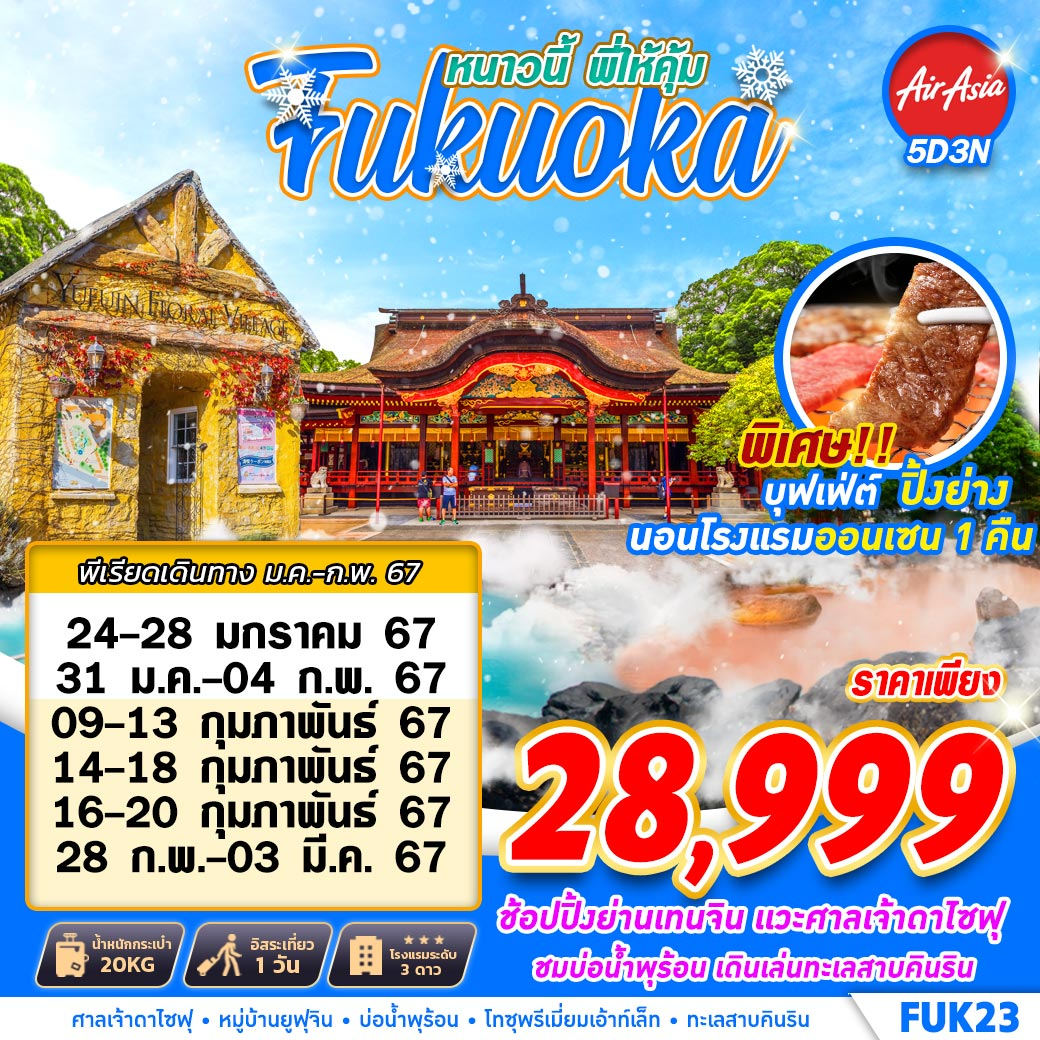 หนาวนี้ พี่ให้คุ้ม
Fukuoka
AirAsia
5D3N
YUFUIN FLORAL VILLAGE
พิเศษ!!
บุฟเฟ่ต์ ปิ้งย่าง
นอนโรงแรมออนเซน 1 คืน
พีเรียดเดินทาง ม.ค.-ก.พ. 67
24-28 มกราคม 67
31 ม.ค.-04 ก.พ. 67
09-13 กุมภาพันธ์ 67
14-18 กุมภาพันธ์ 67
16-20 กุมภาพันธ์ 67
28 ก.พ.-03 มี.ค. 67
ราคาเพียง
28,999
ช้อปปิ้งย่านเทนจิน แวะศาลเจ้าดาไซฟุ
ชมบ่อน้ำพุร้อน เดินเล่นทะเลสาบคินริน
น้ำหนักกระเป๋า
20KG
อิสระเที่ยว
1 วัน
โรงแรมระดับ
3 ดาว
ศาลเจ้าดาไซฟุ • หมู่บ้านยูฟุจิน • บ่อน้ำพุร้อน • โทซุพรีเมี่ยมเอ้าท์เล็ท • ทะเลสาบคินริน
FUK23